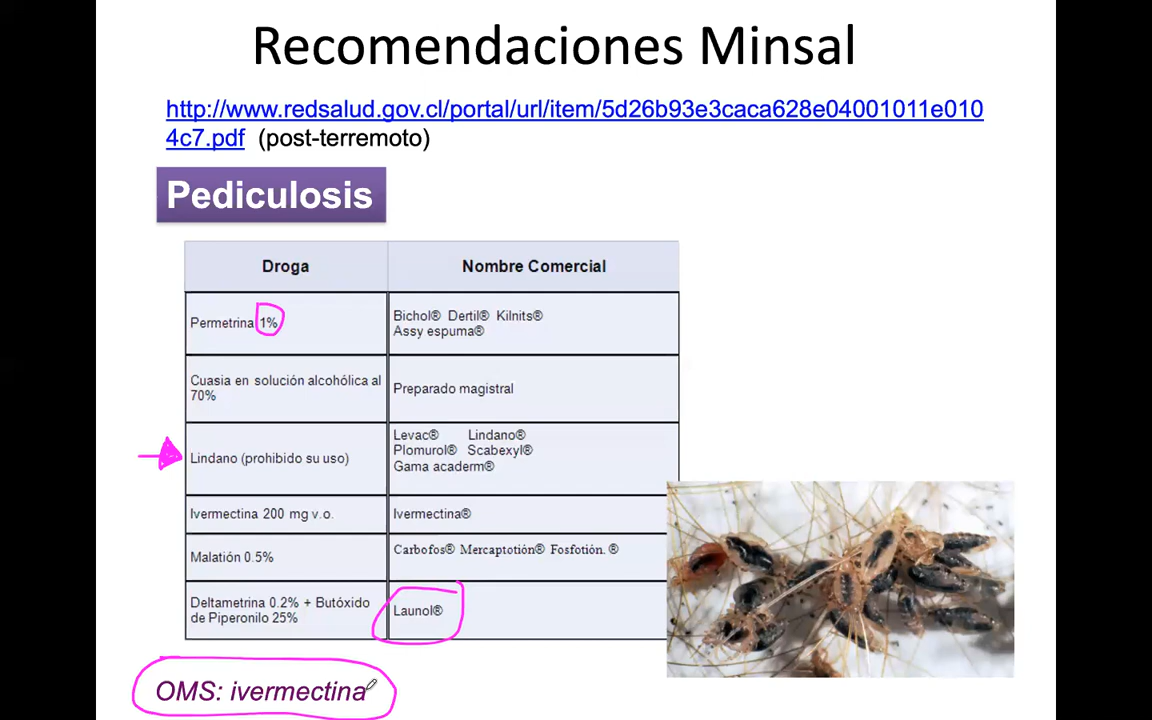 Recomendaciones Minsal
http://www.redsalud.gov.cl/portal/url/item/5d26b93e3caca628e04001011e010
4c7.pdf (post-terremoto)
Pediculosis
Droga Nombre Comercial
Permetrina 1%
Bichol® Dertil® Kilnits®
Assy espuma®
Cuasia en solución alcohólica al
70%
Preparado magistral
Lindano (prohibido su uso)
Levac® Lindano®
Plomurol® Scabexyl®
Gama acaderm®
Ivermectina 200 mg v.o. Ivermectina®
Malatión 0.5% Carbofos® Mercaptotión® Fosfotión. ®
Deltametrina 0.2% + Butóxido
de Piperonilo 25%
Launol®
OMS: ivermectina